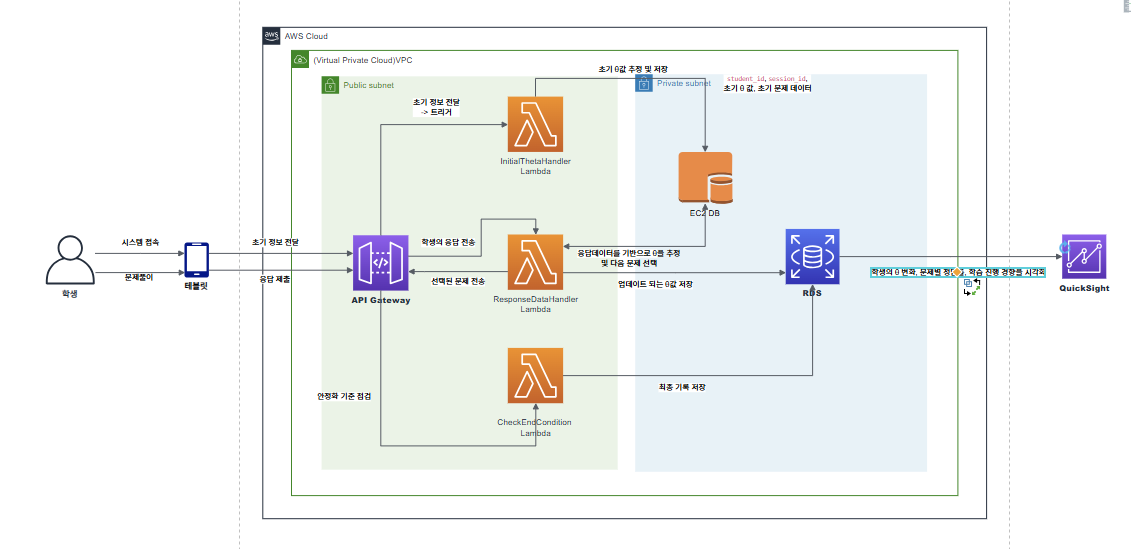 aws
AWS Cloud
(Virtual Private Cloud)VPC
Public subnet
Private subnet
초기 θ값 추정 및 저장
student_id, session_id,
초기 θ 값, 초기 문제 데이터
초기 정보 전달
-> 트리거
InitialThetaHandler
Lambda
EC2 DB
시스템 접속
문제풀이
학생
테블릿
초기 정보 전달
응답 제출
API Gateway
학생의 응답 전송
선택된 문제 전송
ResponseDataHandler
Lambda
응답데이터를 기반으로 θ를 추정
및 다음 문제 선택
업데이트 되는 θ값 저장
RDS
학생의 θ 변화, 문제별 정답률, 학습 진행 경향을 시각화
QuickSight
안정화 기준 점검
CheckEndCondition
Lambda
최종 기록 저장